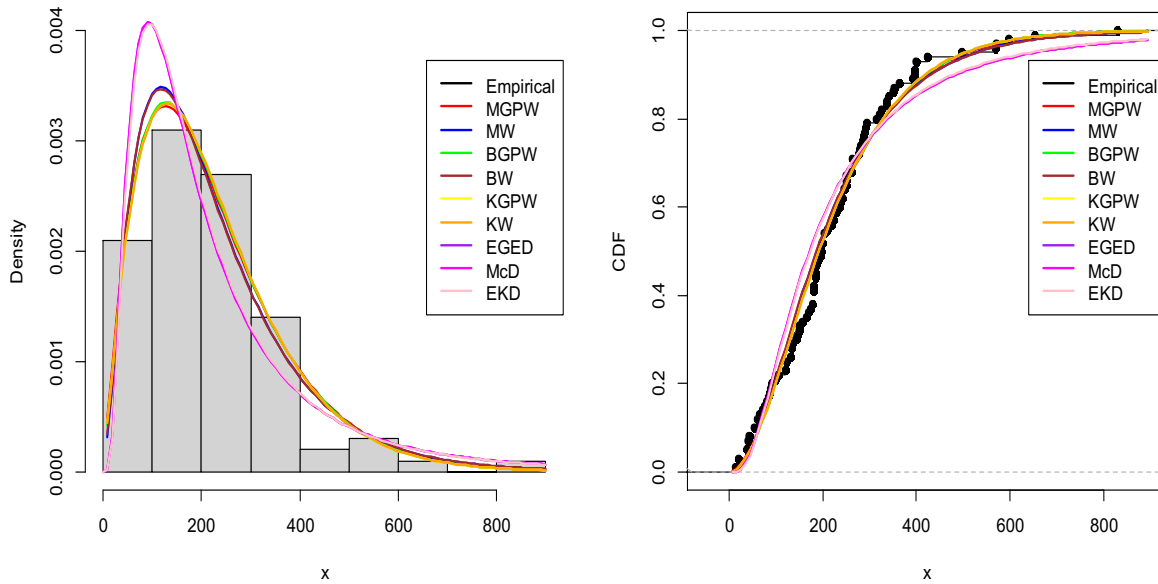 Density
0.000
0.001
0.002
0.003
0.004
0
200
400
600
800
x
Empirical
MGPW
MW
BGPW
BW
KGPW
KW
EGED
McD
EKD
CDF
0.0
0.2
0.4
0.6
0.8
1.0
0
200
400
600
800
x
Empirical
MGPW
MW
BGPW
BW
KGPW
KW
EGED
McD
EKD